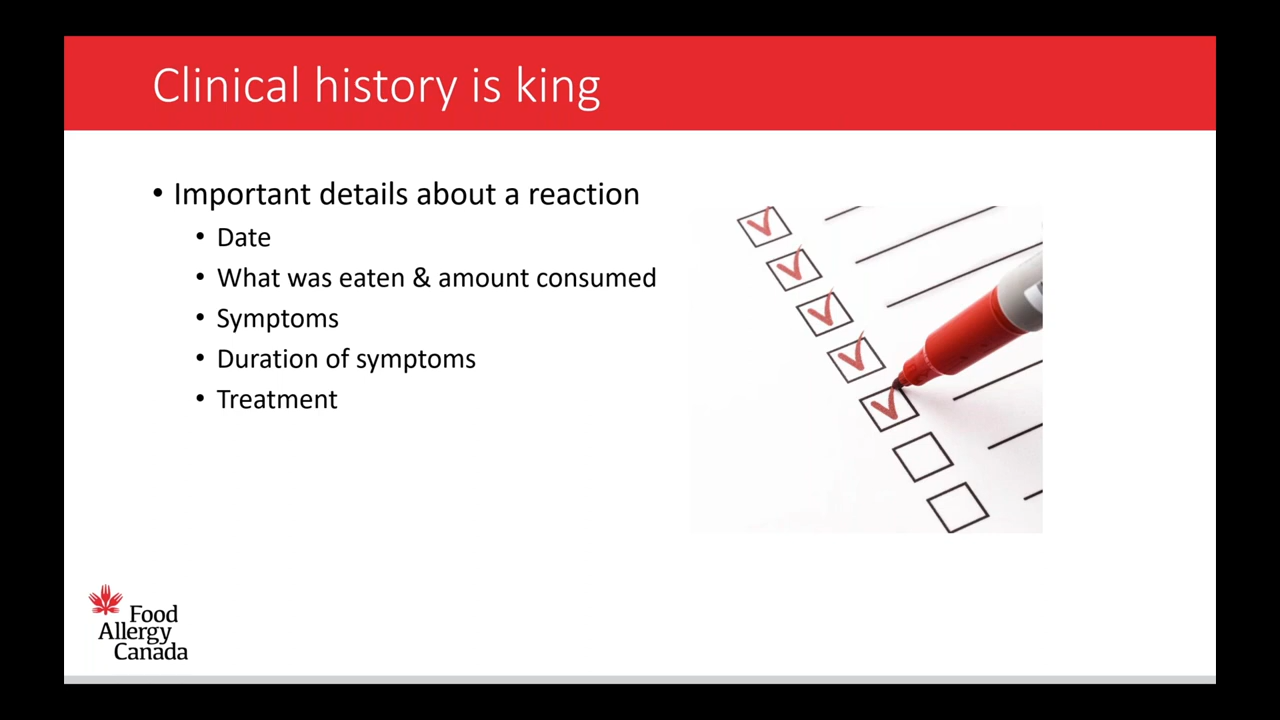 Clinical history is king
• Important details about a reaction
• Date
• What was eaten & amount consumed
• Symptoms
• Duration of symptoms
• Treatment
Food
Allergy
Canada